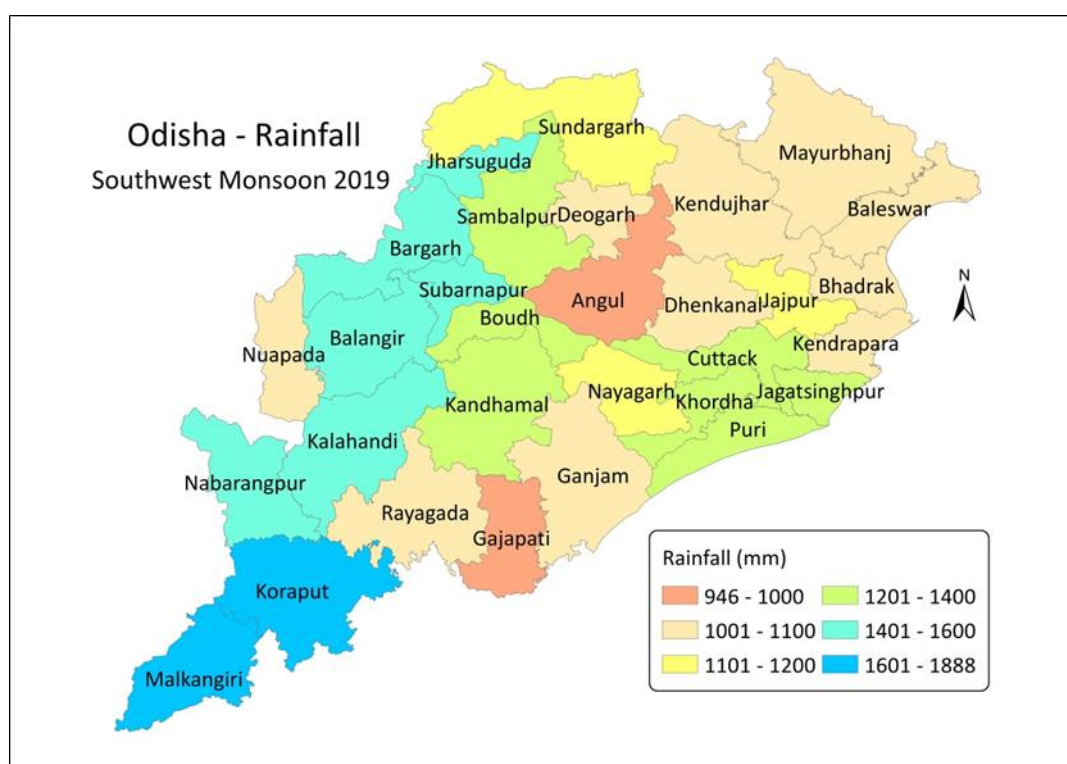 Odisha - Rainfall
Southwest Monsoon 2019
Sundargarh
Jharsuguda
Mayurbhanj
Sambalpur
Deogarh
Kendujhar
Baleswar
Bargarh
Subarnapur
Angul
Dhenkanal
Jajpur
Bhadrak
N
Boudh
Balangir
Nuapada
Cuttack
Kendrapara
Nayagarh
Khordha
Jagatsinghpur
Kandhamal
Puri
Kalahandi
Ganjam
Nabarangpur
Rayagada
Gajapati
Koraput
Malkangiri
Rainfall (mm)
946 - 1000
1001 - 1100
1101 - 1200
1201 - 1400
1401 - 1600
1601 - 1888